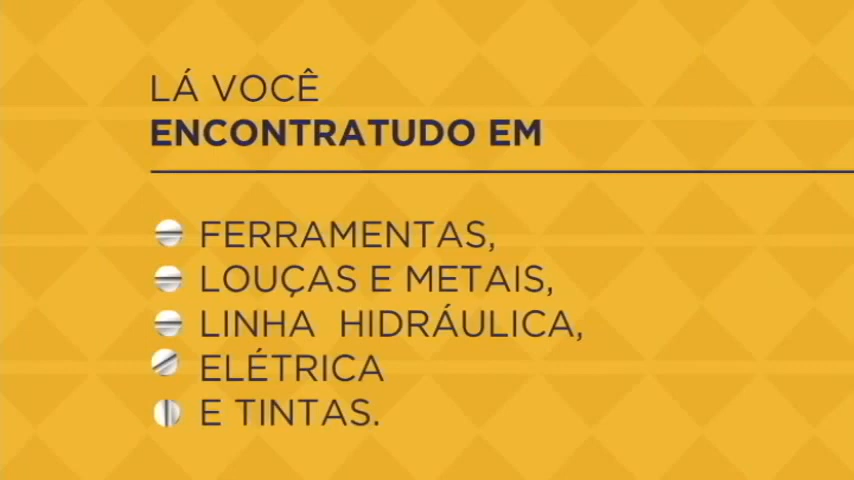 LÁ VOCÊ
ENCONTRATUDO EM
FERRAMENTAS,
LOUÇAS E METAIS,
LINHA HIDRÁULICA,
ELÉTRICA
E TINTAS.